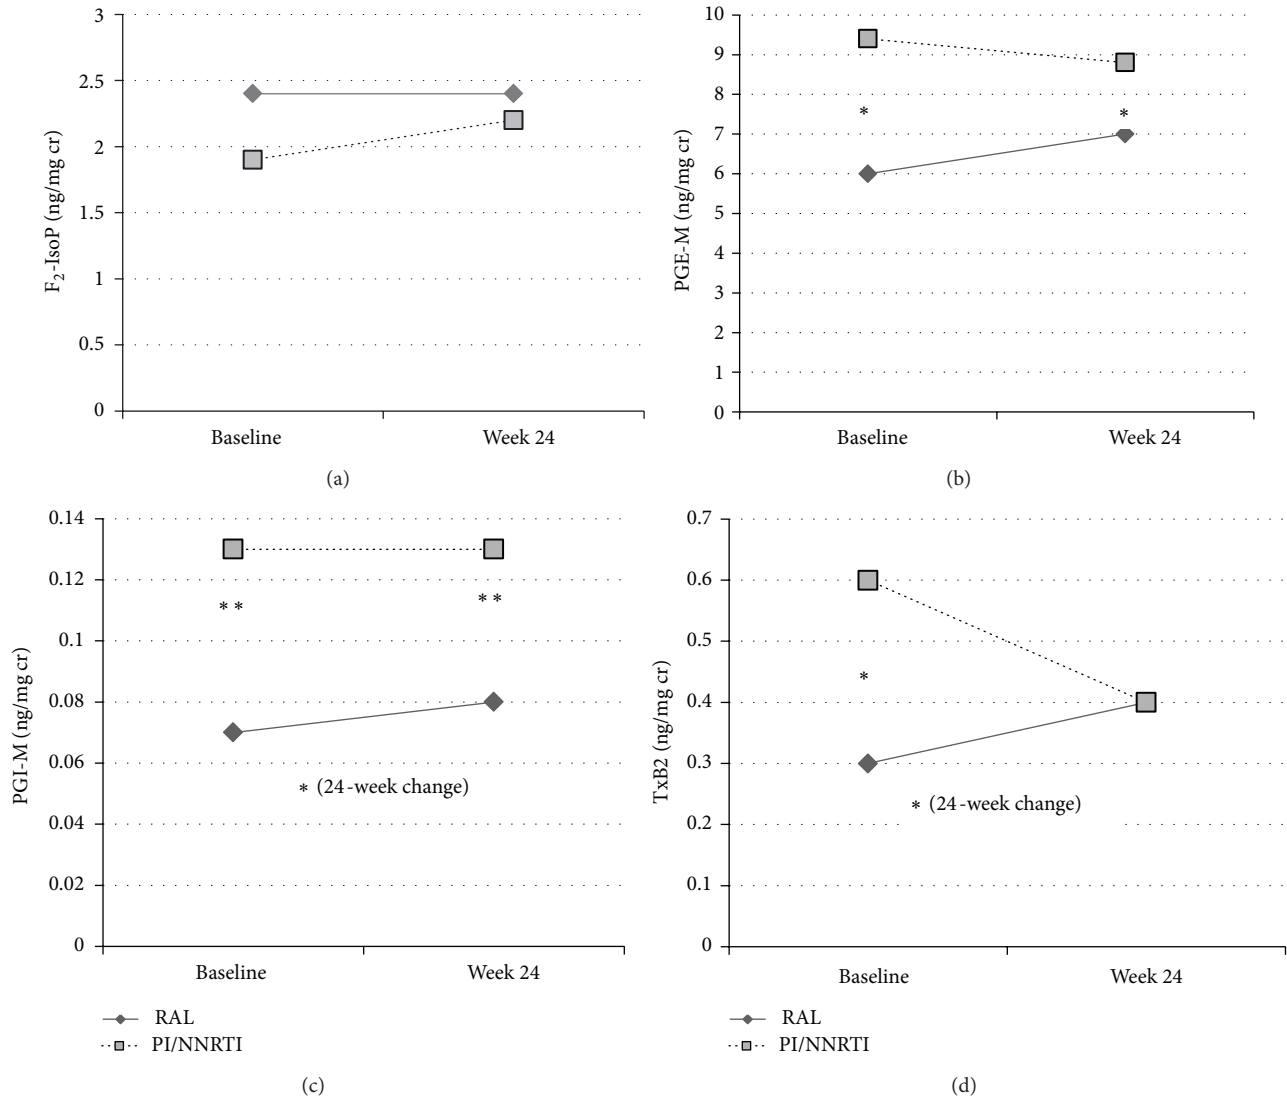 3
2.5
2
1.5
1
0.5
0
F2-IsoP (ng/mg cr)
Baseline
Week 24
(a)
10
9
8
7
6
5
4
3
2
1
0
PGE-M (ng/mg cr)
*
*
Baseline
Week 24
(b)
0.14
0.12
0.1
0.08
0.06
0.04
0.02
0
PGI-M (ng/mg cr)
**
**
* (24-week change)
Baseline
Week 24
RAL
PI/NNRTI
(c)
0.7
0.6
0.5
0.4
0.3
0.2
0.1
0
TxB2 (ng/mg cr)
*
* (24-week change)
Baseline
Week 24
RAL
PI/NNRTI
(d)